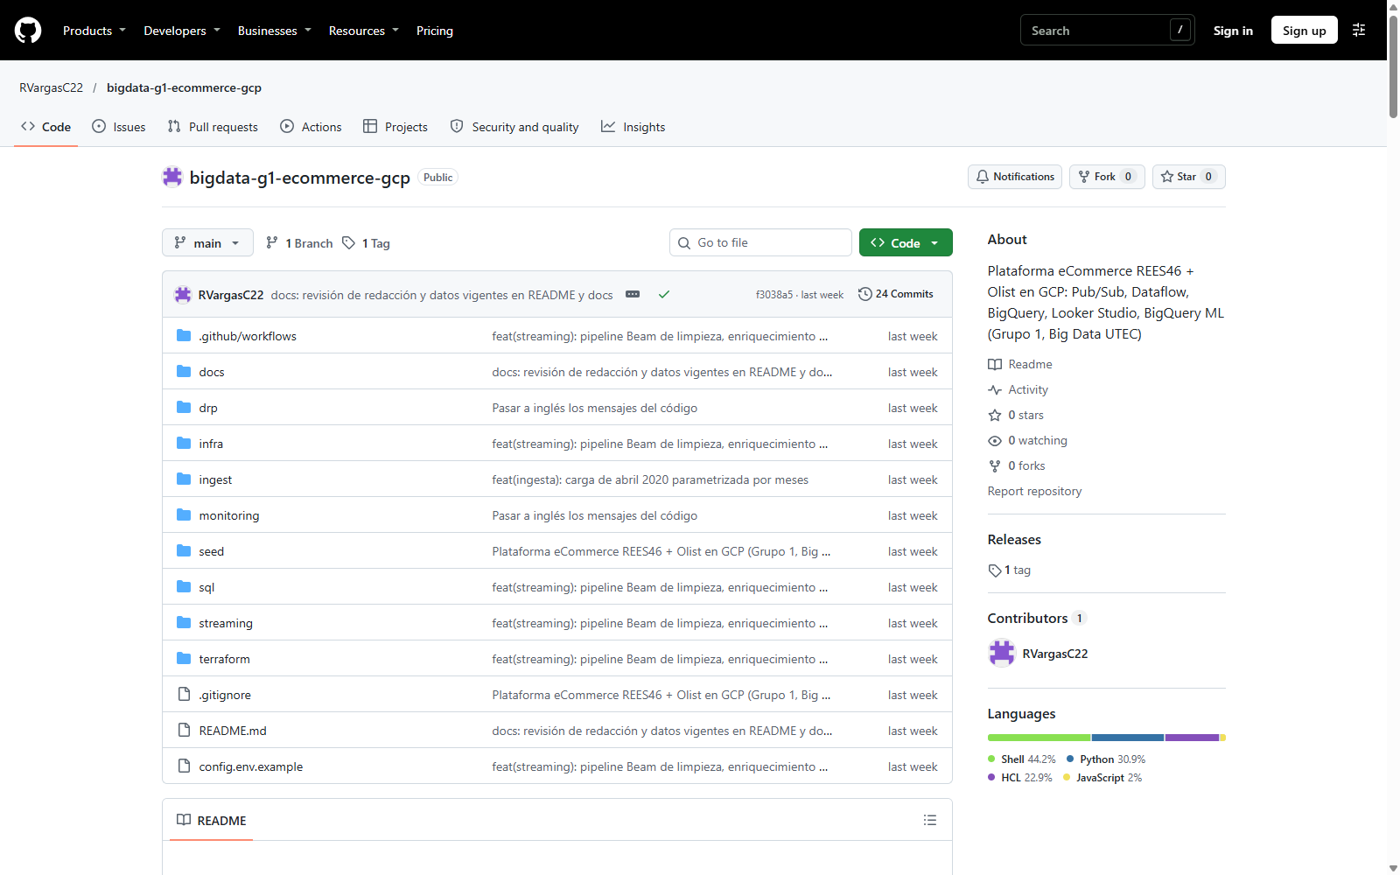 Products Developers Businesses Resources Pricing Search / Sign in Sign up
RVargasC22 / bigdata-g1-ecommerce-gcp
Code Issues Pull requests Actions Projects Security and quality Insights
bigdata-g1-ecommerce-gcp Public Notifications Fork 0 Star 0
main 1 Branch 1 Tag Go to file Code
RVargasC22 docs: revisión de redacción y datos vigentes en README y docs f3038a5 · last week 24 Commits
.github/workflows feat(streaming): pipeline Beam de limpieza, enriquecimiento ... last week
docs docs: revisión de redacción y datos vigentes en README y do... last week
drp Pasar a inglés los mensajes del código last week
infra feat(streaming): pipeline Beam de limpieza, enriquecimiento ... last week
ingest feat(ingesta): carga de abril 2020 parametrizada por meses last week
monitoring Pasar a inglés los mensajes del código last week
seed Plataforma eCommerce REES46 + Olist en GCP (Grupo 1, Big ... last week
sql feat(streaming): pipeline Beam de limpieza, enriquecimiento ... last week
streaming feat(streaming): pipeline Beam de limpieza, enriquecimiento ... last week
terraform feat(streaming): pipeline Beam de limpieza, enriquecimiento ... last week
.gitignore Plataforma eCommerce REES46 + Olist en GCP (Grupo 1, Big ... last week
README.md docs: revisión de redacción y datos vigentes en README y do... last week
config.env.example feat(streaming): pipeline Beam de limpieza, enriquecimiento ... last week
README
About
Plataforma eCommerce REES46 +
Olist en GCP: Pub/Sub, Dataflow,
BigQuery, Looker Studio, BigQuery ML
(Grupo 1, Big Data UTEC)
Readme
Activity
0 stars
0 watching
0 forks
Report repository
Releases
1 tag
Contributors 1
RVargasC22
Languages
Shell 44.2% Python 30.9%
HCL 22.9% JavaScript 2%